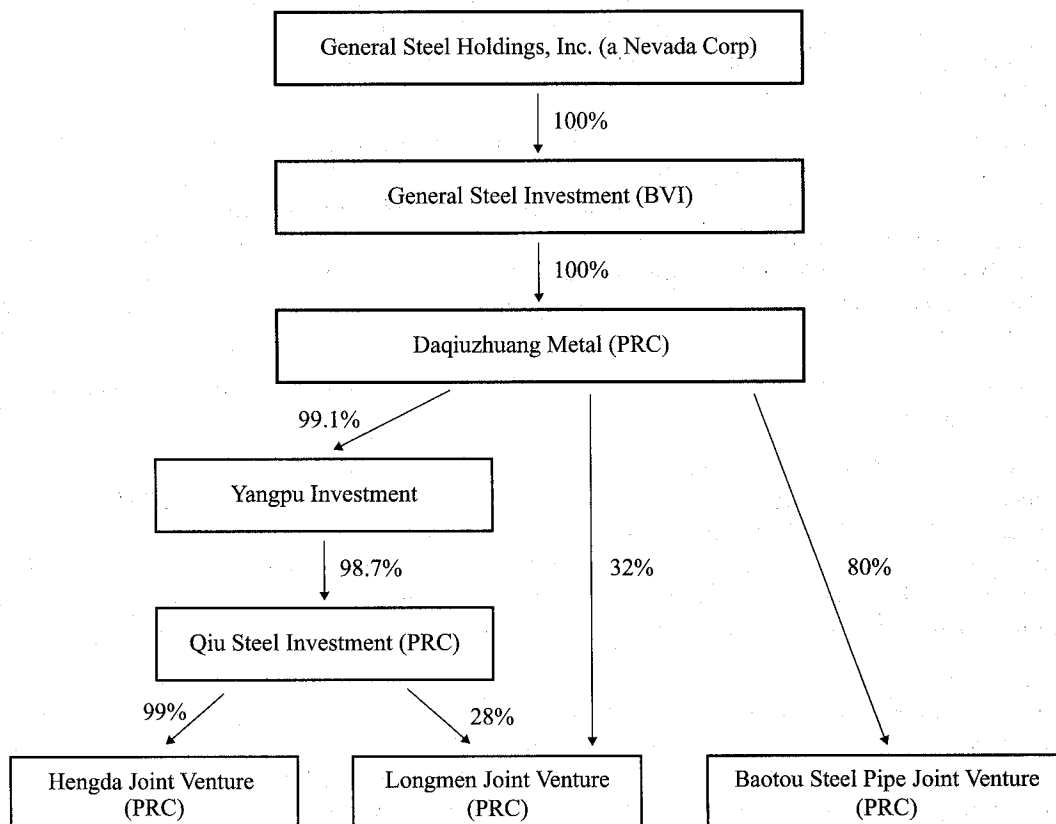 General Steel Holdings, Inc. (a Nevada Corp)
100%
General Steel Investment (BVI)
100%
Daqiuzhuang Metal (PRC)
99.1%
Yangpu Investment
98.7%
32%
80%
Qiu Steel Investment (PRC)
99%
28%
Hengda Joint Venture
(PRC)
Longmen Joint Venture
(PRC)
Baotou Steel Pipe Joint Venture
(PRC)